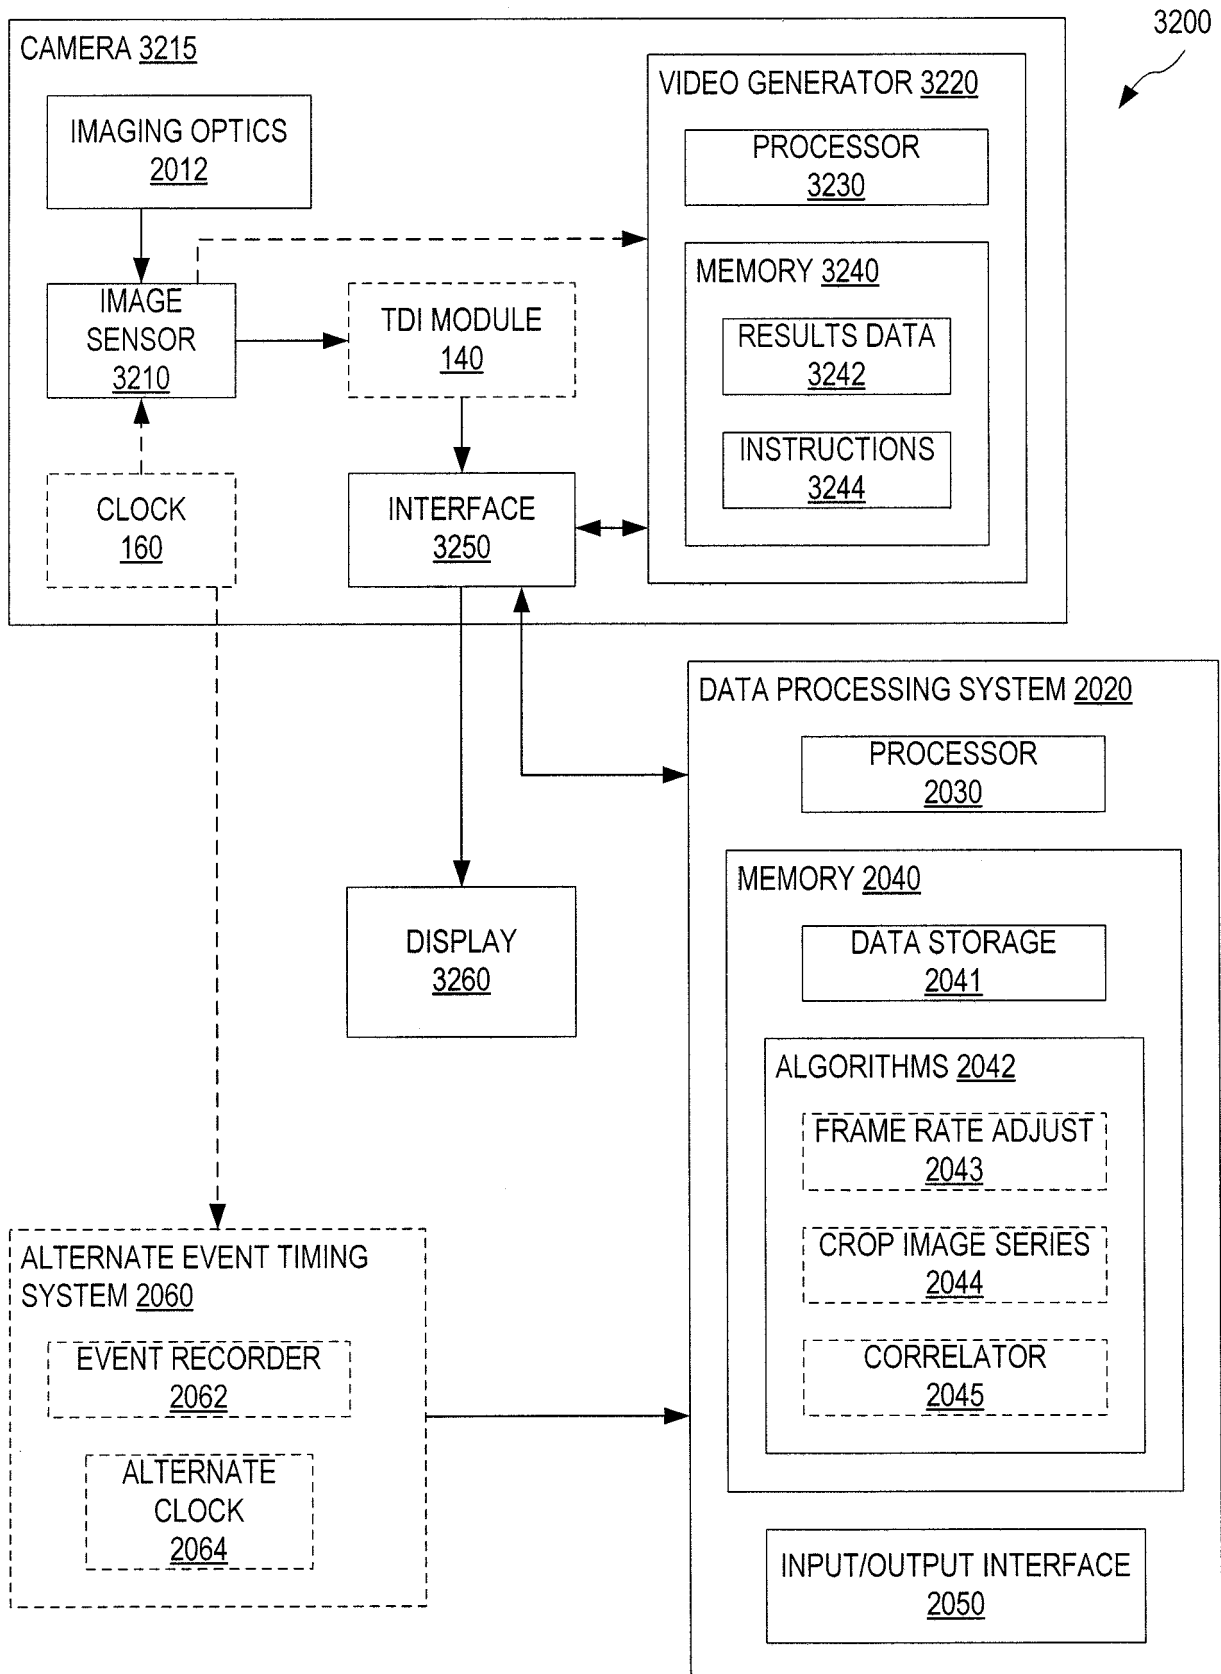 3200
CAMERA 3215
IMAGING OPTICS
2012
IMAGE
SENSOR
3210
CLOCK
160
TDI MODULE
140
INTERFACE
3250
VIDEO GENERATOR 3220
PROCESSOR
3230
MEMORY 3240
RESULTS DATA
3242
INSTRUCTIONS
3244
DISPLAY
3260
DATA PROCESSING SYSTEM 2020
PROCESSOR
2030
MEMORY 2040
DATA STORAGE
2041
ALGORITHMS 2042
FRAME RATE ADJUST
2043
CROP IMAGE SERIES
2044
CORRELATOR
2045
INPUT/OUTPUT INTERFACE
2050
ALTERNATE EVENT TIMING
SYSTEM 2060
EVENT RECORDER
2062
ALTERNATE
CLOCK
2064